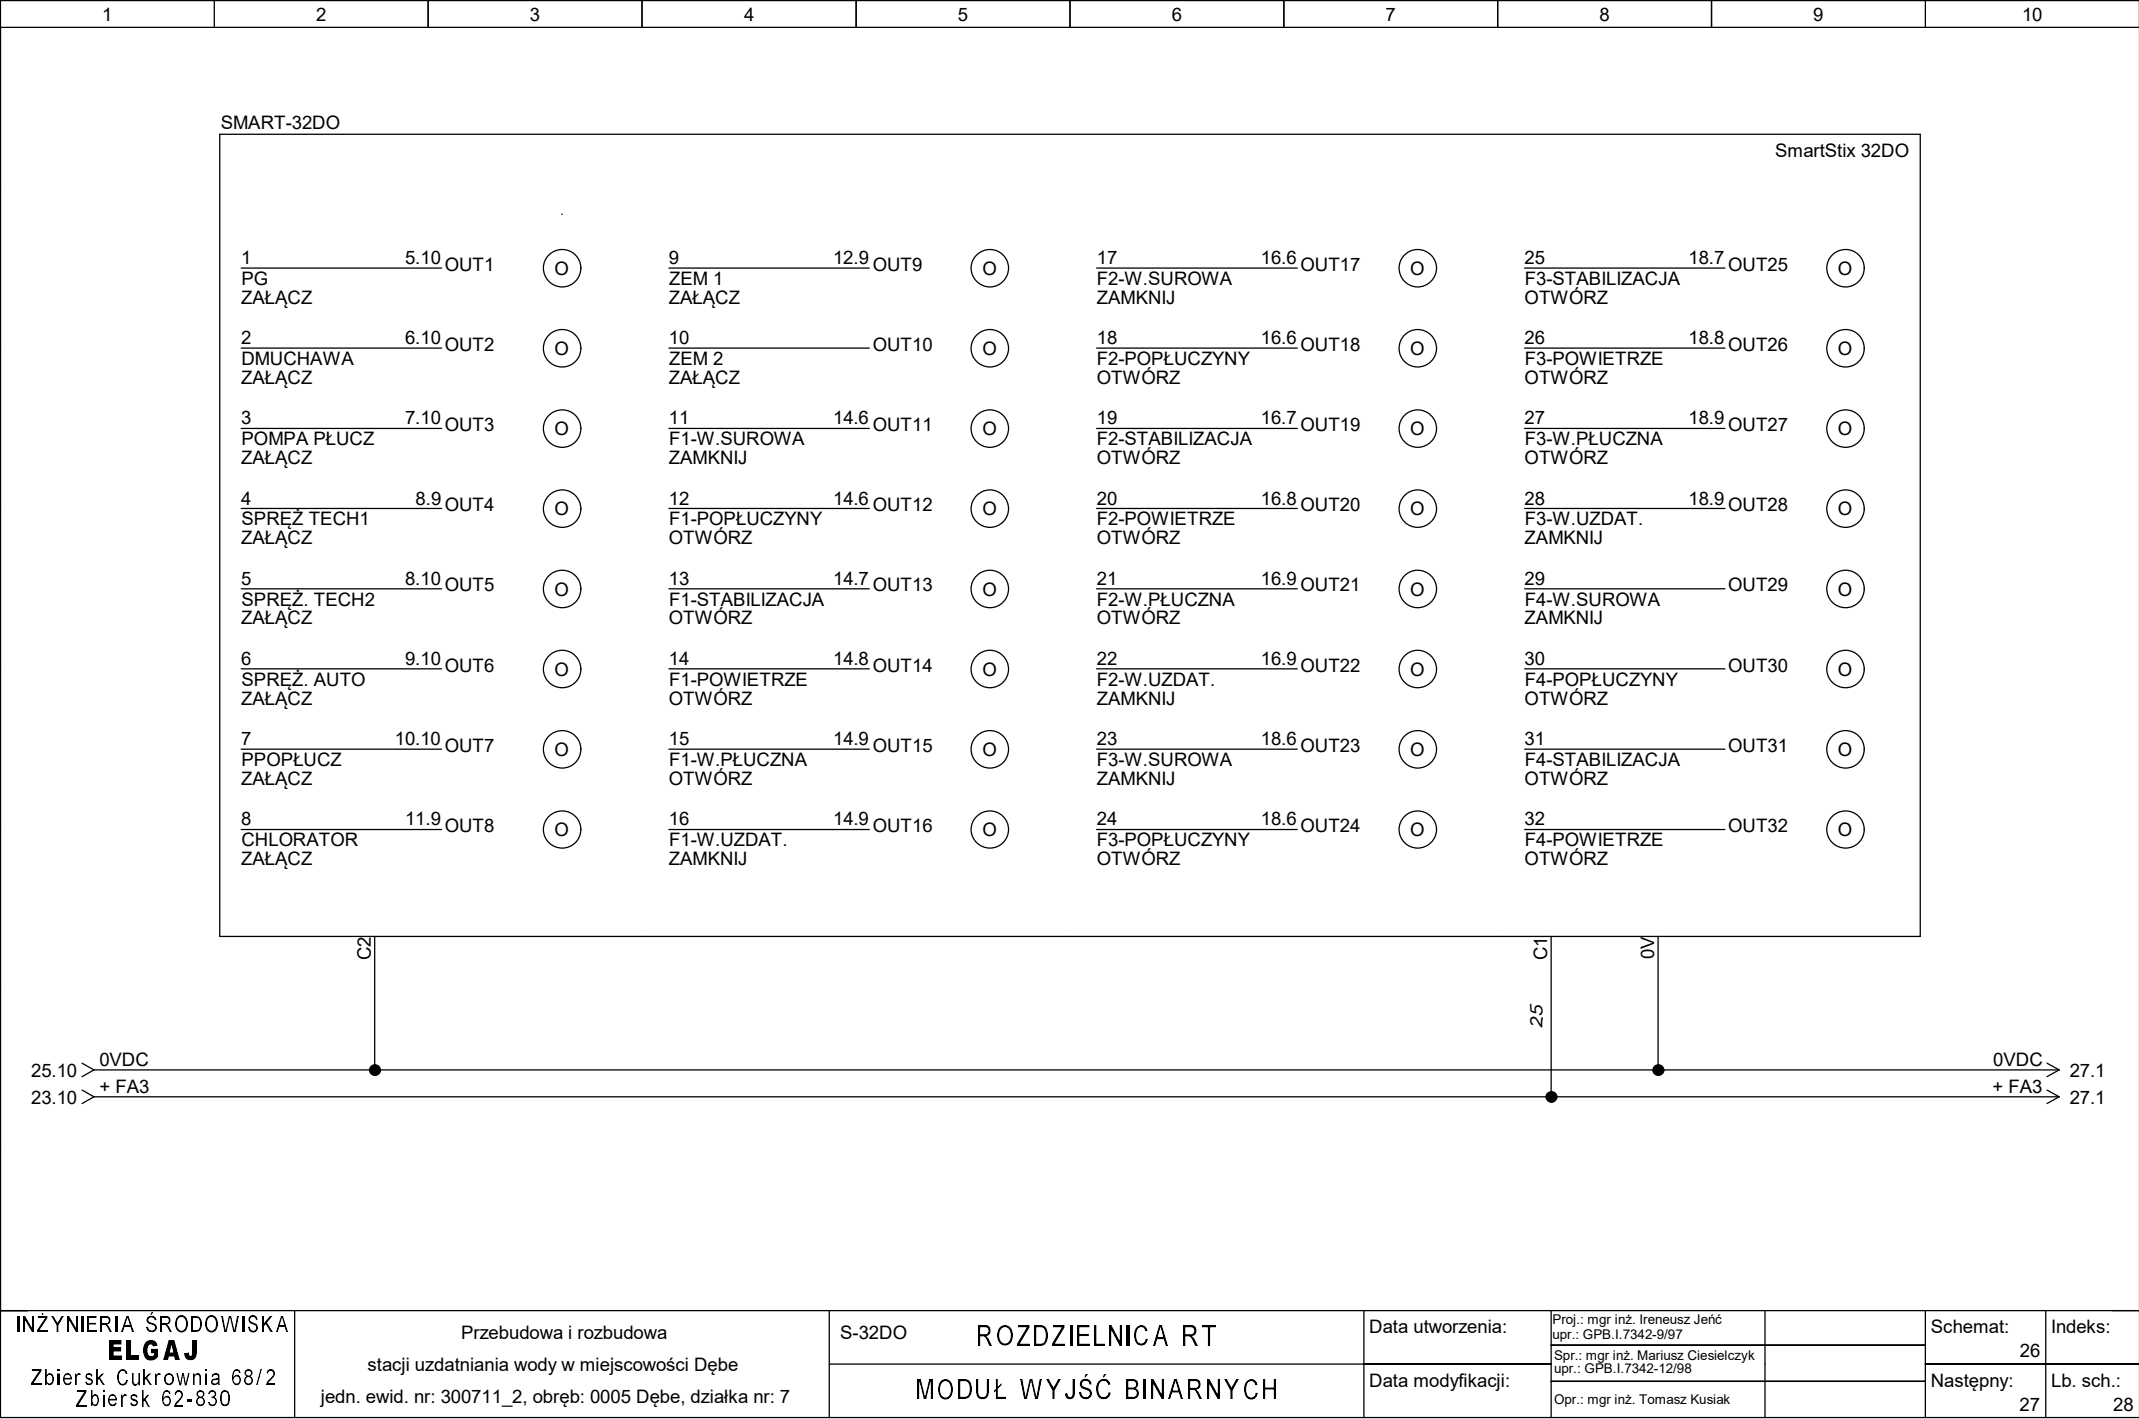 1 2 3 4 5 6 7 8 9 10
SMART-32DO
SmartStix 32DO
1 5.10 OUT1 O
PG
ZAŁĄCZ
2 6.10 OUT2 O
DMUCHAWA
ZAŁĄCZ
3 7.10 OUT3 O
POMPA PŁUCZ
ZAŁĄCZ
4 8.9 OUT4 O
SPRĘŻ TECH1
ZAŁĄCZ
5 8.10 OUT5 O
SPRĘŻ. TECH2
ZAŁĄCZ
6 9.10 OUT6 O
SPRĘŻ. AUTO
ZAŁĄCZ
7 10.10 OUT7 O
PPOPŁUCZ
ZAŁĄCZ
8 11.9 OUT8 O
CHLORATOR
ZAŁĄCZ
9 12.9 OUT9 O
ZEM 1
ZAŁĄCZ
10 OUT10 O
ZEM 2
ZAŁĄCZ
11 14.6 OUT11 O
F1-W.SUROWA
ZAMKNIJ
12 14.6 OUT12 O
F1-POPŁUCZYNY
OTWÓRZ
13 14.7 OUT13 O
F1-STABILIZACJA
OTWÓRZ
14 14.8 OUT14 O
F1-POWIETRZE
OTWÓRZ
15 14.9 OUT15 O
F1-W.PŁUCZNA
OTWÓRZ
16 14.9 OUT16 O
F1-W.UZDAT.
ZAMKNIJ
17 16.6 OUT17 O
F2-W.SUROWA
ZAMKNIJ
18 16.6 OUT18 O
F2-POPŁUCZYNY
OTWÓRZ
19 16.7 OUT19 O
F2-STABILIZACJA
OTWÓRZ
20 16.8 OUT20 O
F2-POWIETRZE
OTWÓRZ
21 16.9 OUT21 O
F2-W.PŁUCZNA
OTWÓRZ
22 16.9 OUT22 O
F2-W.UZDAT.
ZAMKNIJ
23 18.6 OUT23 O
F3-W.SUROWA
ZAMKNIJ
24 18.6 OUT24 O
F3-POPŁUCZYNY
OTWÓRZ
25 18.7 OUT25 O
F3-STABILIZACJA
OTWÓRZ
26 18.8 OUT26 O
F3-POWIETRZE
OTWÓRZ
27 18.9 OUT27 O
F3-W.PŁUCZNA
OTWÓRZ
28 18.9 OUT28 O
F3-W.UZDAT.
ZAMKNIJ
29 OUT29 O
F4-W.SUROWA
ZAMKNIJ
30 OUT30 O
F4-POPŁUCZYNY
OTWÓRZ
31 OUT31 O
F4-STABILIZACJA
OTWÓRZ
32 OUT32 O
F4-POWIETRZE
OTWÓRZ
C2 C1 0V
25
25.10 0VDC 0VDC 27.1
23.10 + FA3 + FA3 27.1
INŻYNIERIA ŚRODOWISKA
ELGAJ
Zbiersk Cukrownia 68/2
Zbiersk 62-830
Przebudowa i rozbudowa
stacji uzdatniania wody w miejscowości Dębe
jedn. ewid. nr: 300711_2, obręb: 0005 Dębe, działka nr: 7
S-32DO ROZDZIELNICA RT
MODUŁ WYJŚĆ BINARNYCH
Data utworzenia:
Data modyfikacji:
Proj.: mgr inż. Ireneusz Jeńć
upr.: GPB.I.7342-9/97
Spr.: mgr inż. Mariusz Ciesielczyk
upr.: GPB.I.7342-12/98
Opr.: mgr inż. Tomasz Kusiak
Schemat: 26
Indeks:
Następny: 27
Lb. sch.: 28